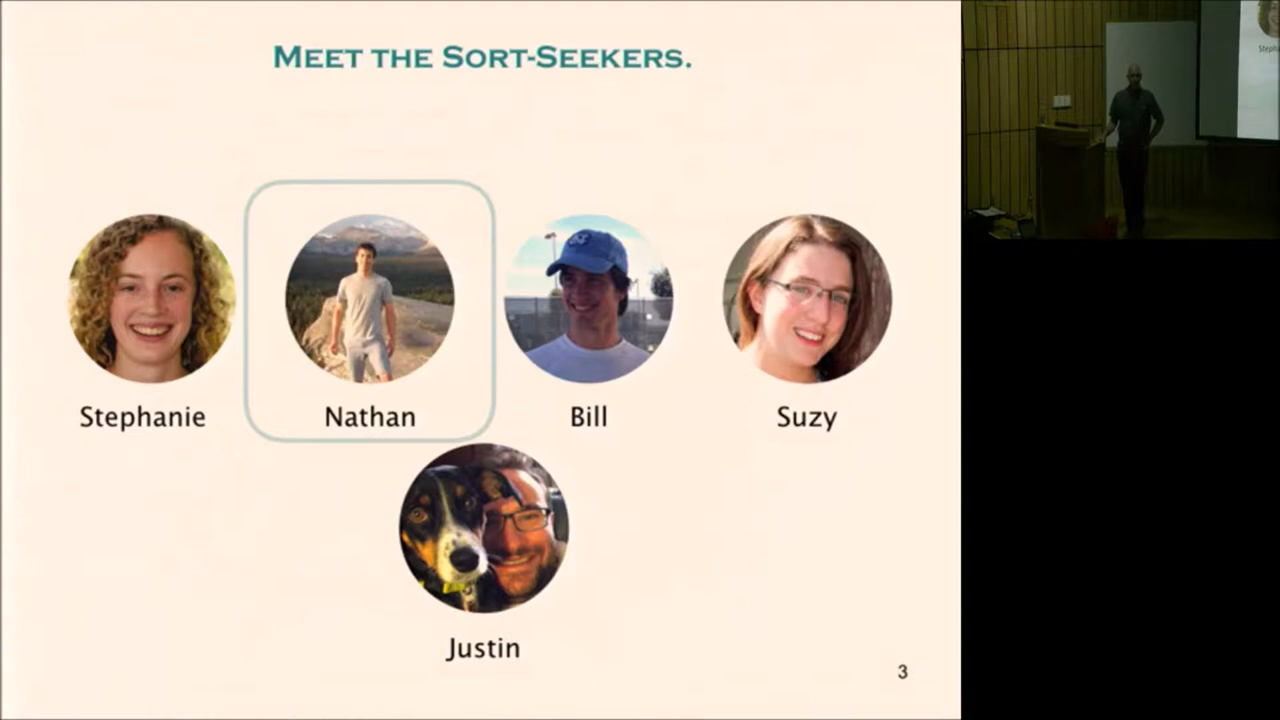 MEET THE SORT-SEEKERS.
Stephanie
Nathan
Bill
Suzy
Justin
3